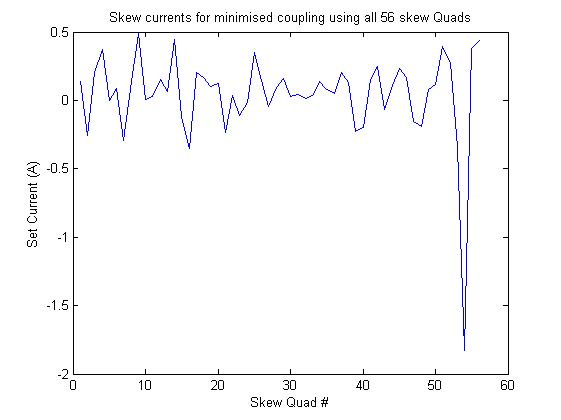 Skew currents for minimised coupling using all 56 skew Quads
0.5
0
-0.5
-1
-1.5
-2
Set Current (A)
0 10 20 30 40 50 60
Skew Quad #